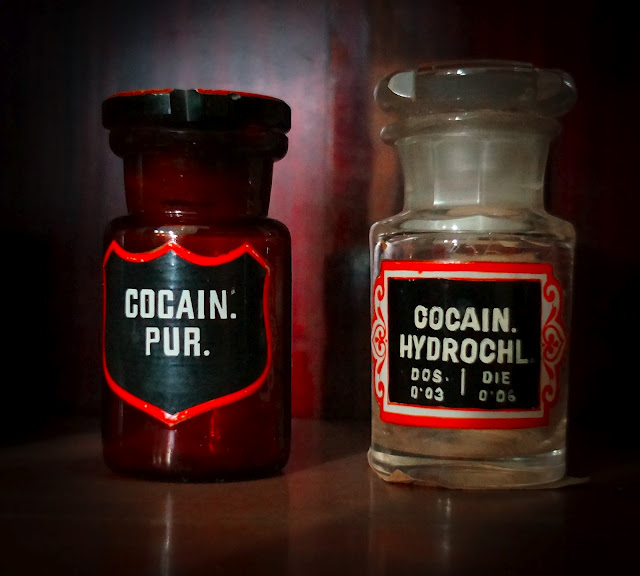 COCAIN.
PUR.
COCAIN.
HYDROCHL.
DOS. | DIE
0'03 | 0'06